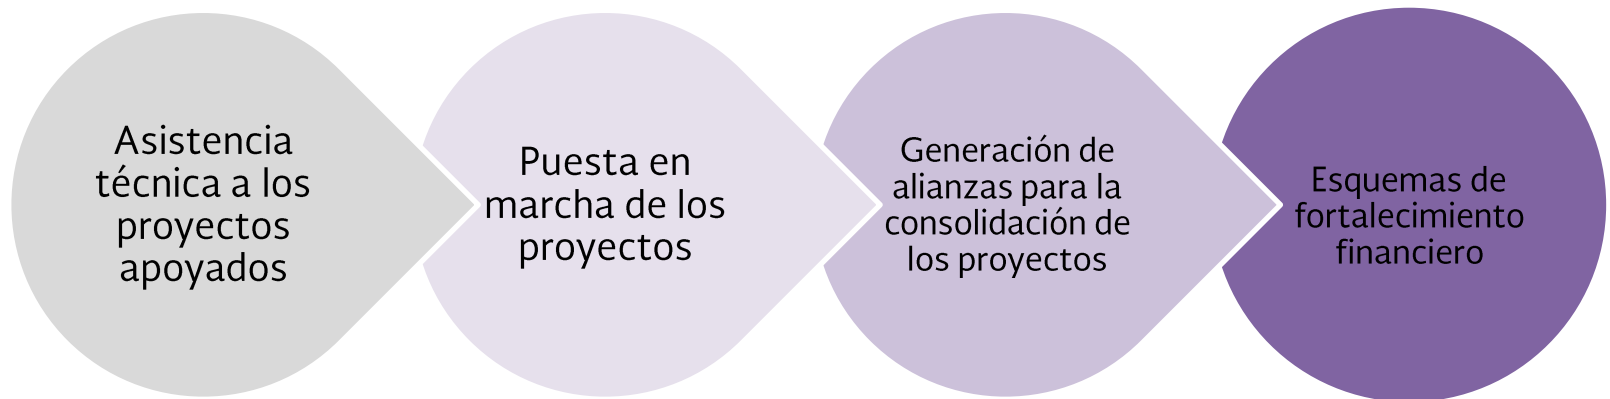 Asistencia
técnica a los
proyectos
apoyados
Puesta en
marcha de los
proyectos
Generación de
alianzas para la
consolidación de
los proyectos
Esquemas de
fortalecimiento
financiero